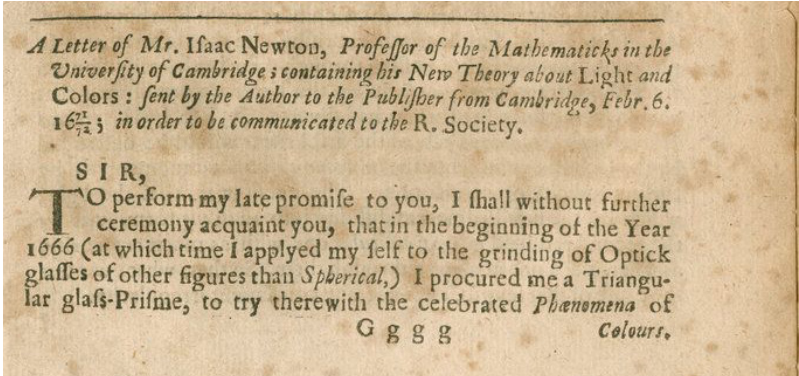 A Letter of Mr. Isaac Newton, Profeſſor of the Mathematicks in the
Univerſity of Cambridge; containing his New Theory about Light and
Colors: ſent by the Author to the Publiſher from Cambridge, Febr. 6.
16 71/72; in order to be communicated to the R. Society.
SIR,
TO perform my late promiſe to you, I ſhall without further
ceremony acquaint you, that in the beginning of the Year
1666 (at which time I applyed my ſelf to the grinding of Optick
glaſſes of other figures than Spherical,) I procured me a Triangu-
lar glaſs-Priſme, to try therewith the celebrated Phænomena of
G g g g Colours.